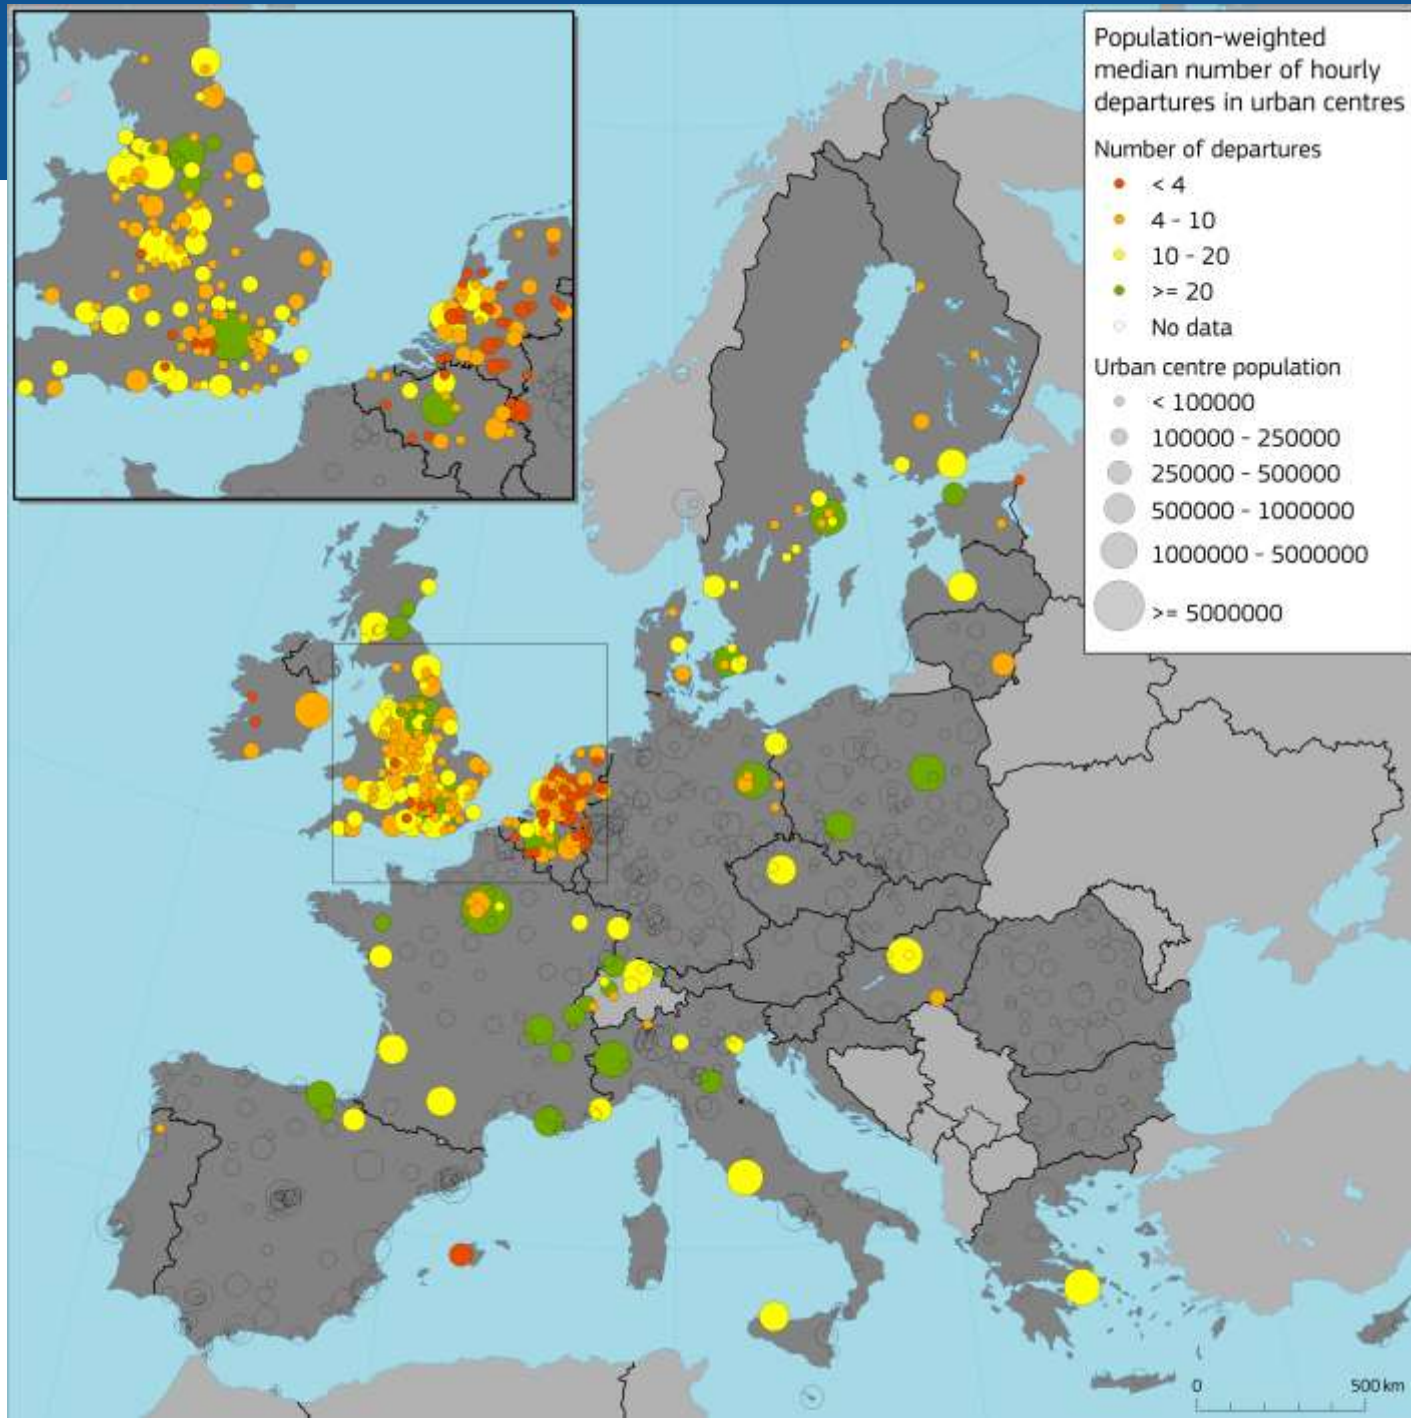 Population-weighted
median number of hourly
departures in urban centres
Number of departures
< 4
4 - 10
10 - 20
>= 20
No data
Urban centre population
< 100000
100000 - 250000
250000 - 500000
500000 - 1000000
1000000 - 5000000
>= 5000000
0 500 km